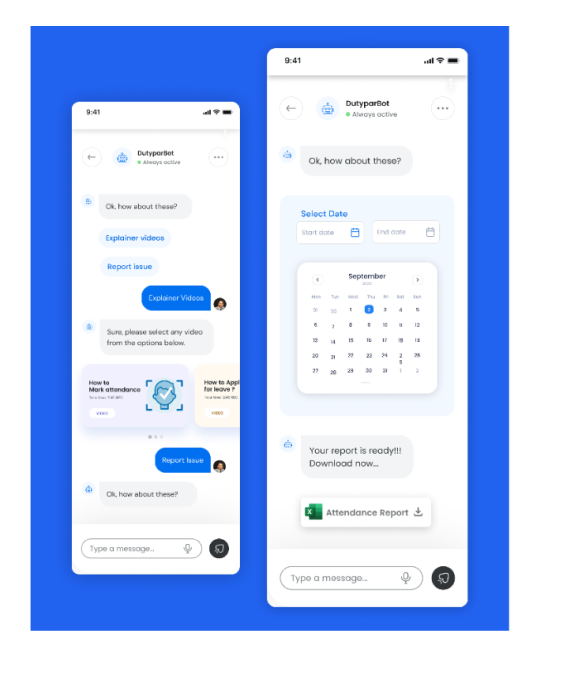 9:41
DutyparBot
Always active
Ok, how about these?
Explainer videos
Report issue
Explainer Videos
Sure, please select any video
from the options below.
How to
Mark attendance
VIDEO
How to Appl
for leave ?
VIDEO
Report Issue
Ok, how about these?
Type a message..
9:41
DutyparBot
Always active
Ok, how about these?
Select Date
Start date
End date
September
Mon Tue Wed Thu Fri Sat Sun
31 30 1 2 3 4 5
6 7 8 9 10 11 12
13 14 15 16 17 18 19
20 21 22 23 24 2 26
5
27 28 29 30 31 1 2
Your report is ready!!!
Download now...
Attendance Report
Type a message..